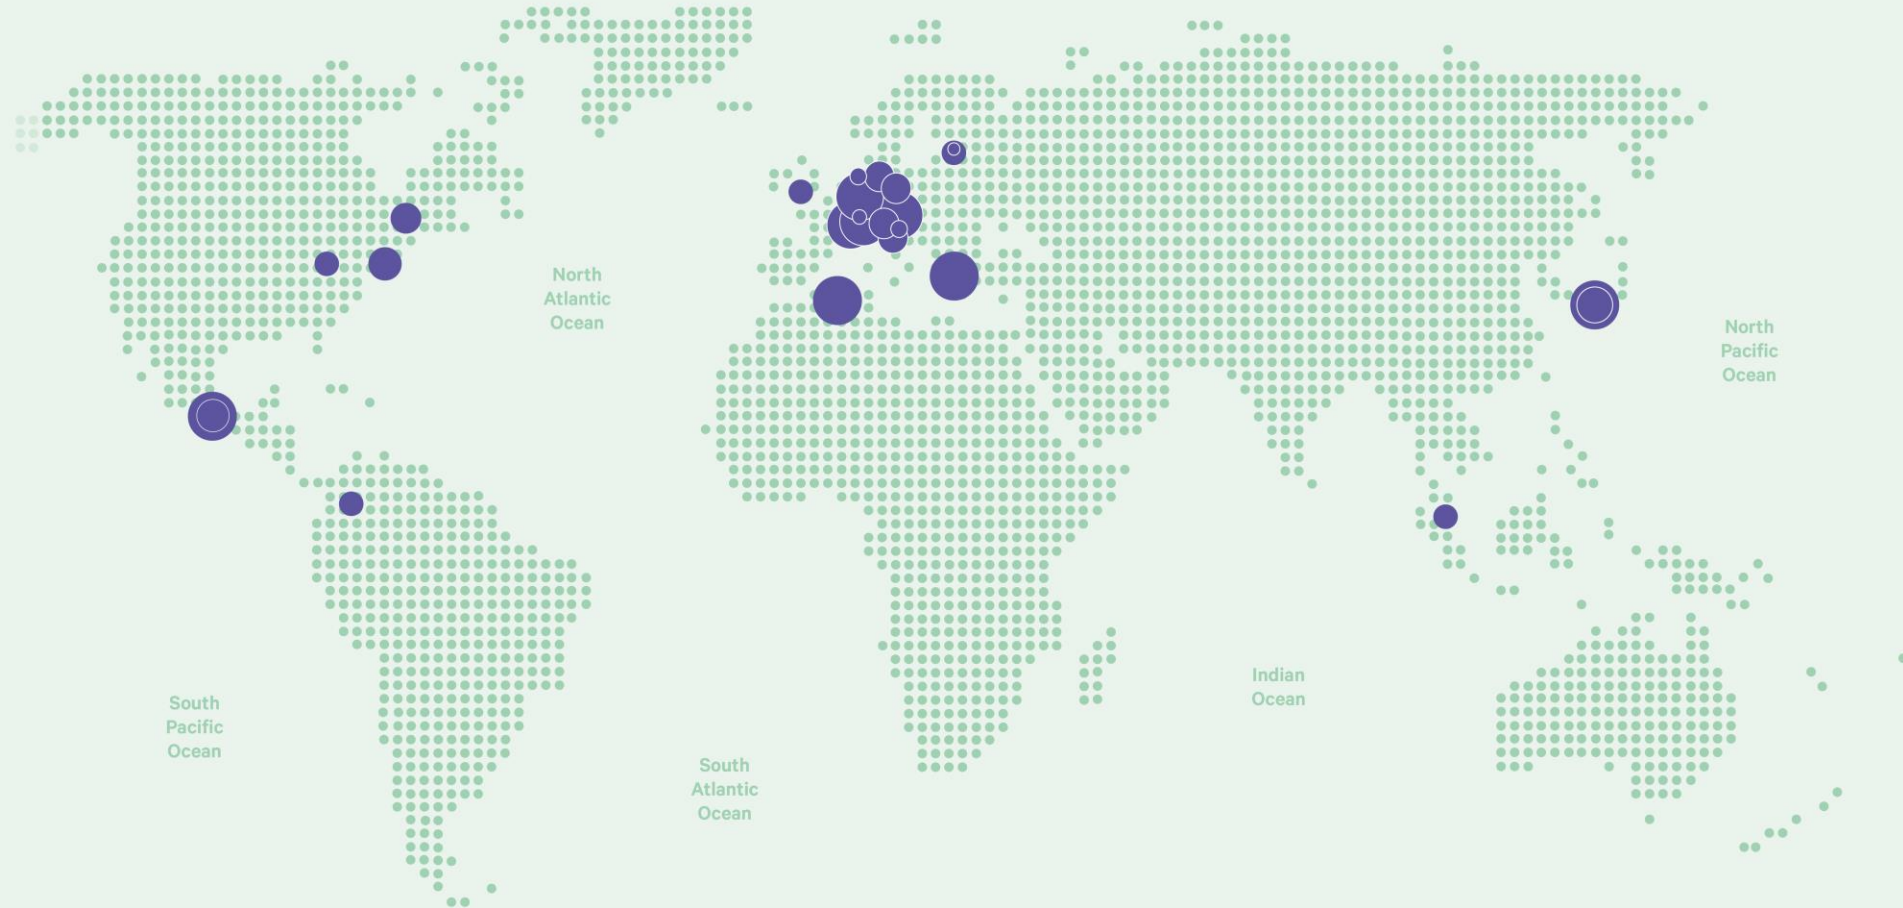 North
Atlantic
Ocean
North
Pacific
Ocean
Indian
Ocean
South
Pacific
Ocean
South
Atlantic
Ocean